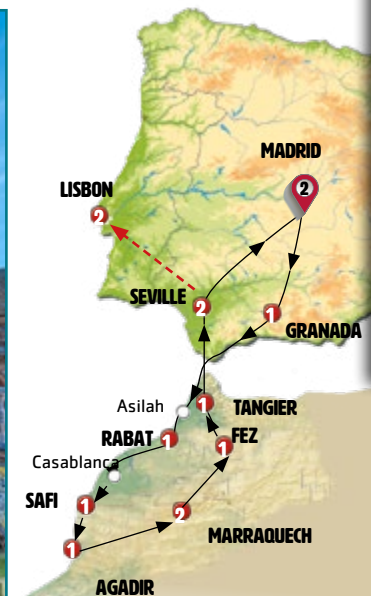 MADRID
2
LISBON
2
SEVILLE
2
1
GRANADA
Asilah
1
TANGIER
RABAT
1
FEZ
1
Casablanca
SAFI
1
2
MARRAQUECH
1
AGADIR